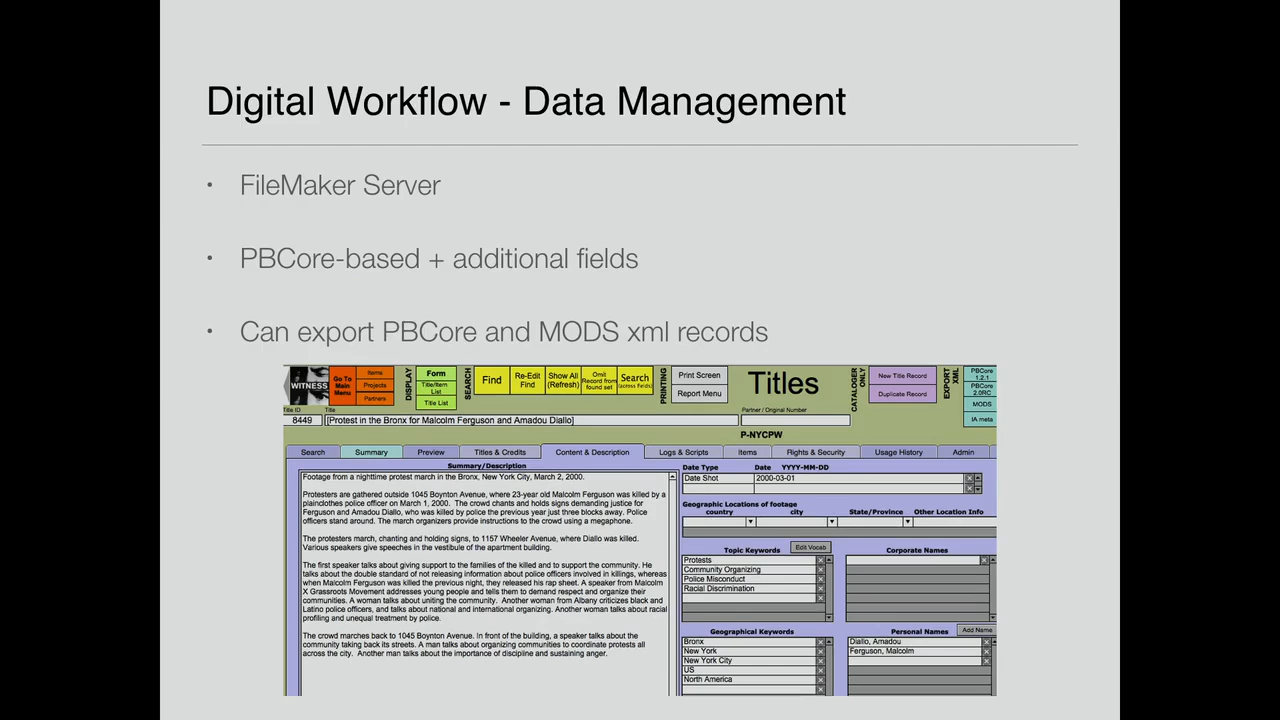 Digital Workflow - Data Management
• FileMaker Server
• PBCore-based + additional fields
• Can export PBCore and MODS xml records
WITNESS
Go To
Main
Menu
Items
Projects
Partners
DISPLAY
Form
Title/Item
List
Title List
SEARCH
Find
Re-Edit
Find
Show All
(Refresh)
Omit
Record from
found set
Search
(across fields)
PRINTING
Print Screen
Report Menu
Titles
CATALOGER
ONLY
New Title Record
Duplicate Record
EXPORT
XML
PBCore
1.2.1
PBCore
2.0RC
MODS
IA meta
Title ID
Title
Partner / Original Number
8449
[Protest in the Bronx for Malcolm Ferguson and Amadou Diallo]
P-NYCPW
Search
Summary
Preview
Titles & Credits
Content & Description
Logs & Scripts
Items
Rights & Security
Usage History
Admin
Summary/Description
Footage from a nighttime protest march in the Bronx, New York City, March 2, 2000.
Protesters are gathered outside 1045 Boynton Avenue, where 23-year old Malcolm Ferguson was killed by a
plainclothes police officer on March 1, 2000. The crowd chants and holds signs demanding justice for
Ferguson and Amadou Diallo, who was killed by police the previous year just three blocks away. Police
officers stand around. The march organizers provide instructions to the crowd using a megaphone.
The protesters march, chanting and holding signs, to 1157 Wheeler Avenue, where Diallo was killed.
Various speakers give speeches in the vestibule of the apartment building.
The first speaker talks about giving support to the families of the killed and to support the community. He
talks about the double standard of not releasing information about police officers involved in killings, whereas
when Malcolm Ferguson was killed the previous night, they released his rap sheet. A speaker from Malcolm
X Grassroots Movement addresses young people and tells them to demand respect and organize their
communities. A woman talks about uniting the community. Another woman from Albany criticizes black and
Latino police officers, and talks about national and international organizing. Another woman talks about racial
profiling and unequal treatment by police.
The crowd marches back to 1045 Boynton Avenue. In front of the building, a speaker talks about the
community taking back its streets. A man talks about organizing communities to coordinate protests all
across the city. Another man talks about the importance of discipline and sustaining anger.
Date Type
Date YYYY-MM-DD
Date Shot
2000-03-01
Geographic Locations of footage
country
city
State/Province
Other Location Info
Topic Keywords
Edit Vocab
Protests
Community Organizing
Police Misconduct
Racial Discrimination
Corporate Names
Geographical Keywords
Bronx
New York
New York City
US
North America
Personal Names
Add Name
Diallo, Amadou
Ferguson, Malcolm